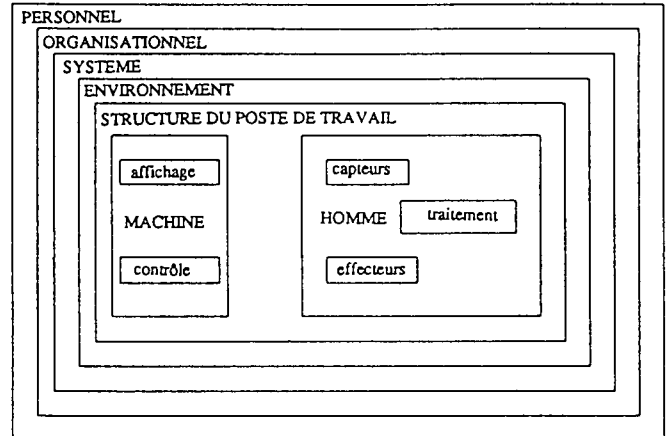 PERSONNEL
ORGANISATIONNEL
SYSTEME
ENVIRONNEMENT
STRUCTURE DU POSTE DE TRAVAIL
affichage
capteurs
MACHINE
HOMME
traitement
contrôle
effecteurs